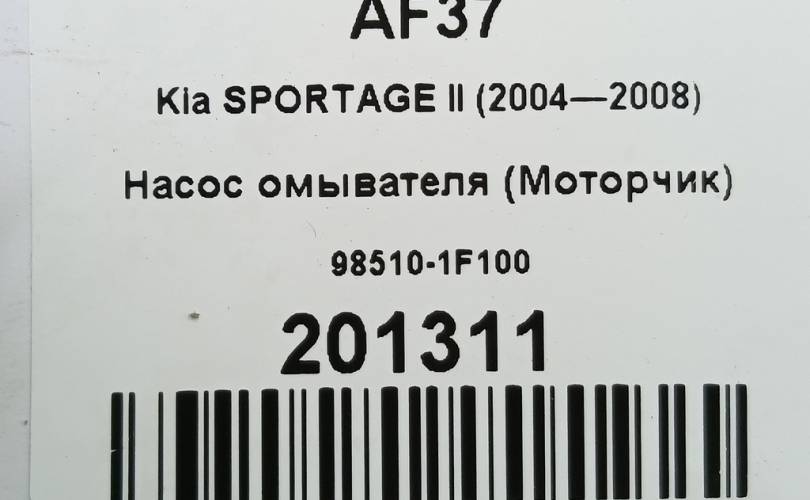 AF37
Kia SPORTAGE II (2004—2008)
Насос омывателя (Моторчик)
98510-1F100
201311